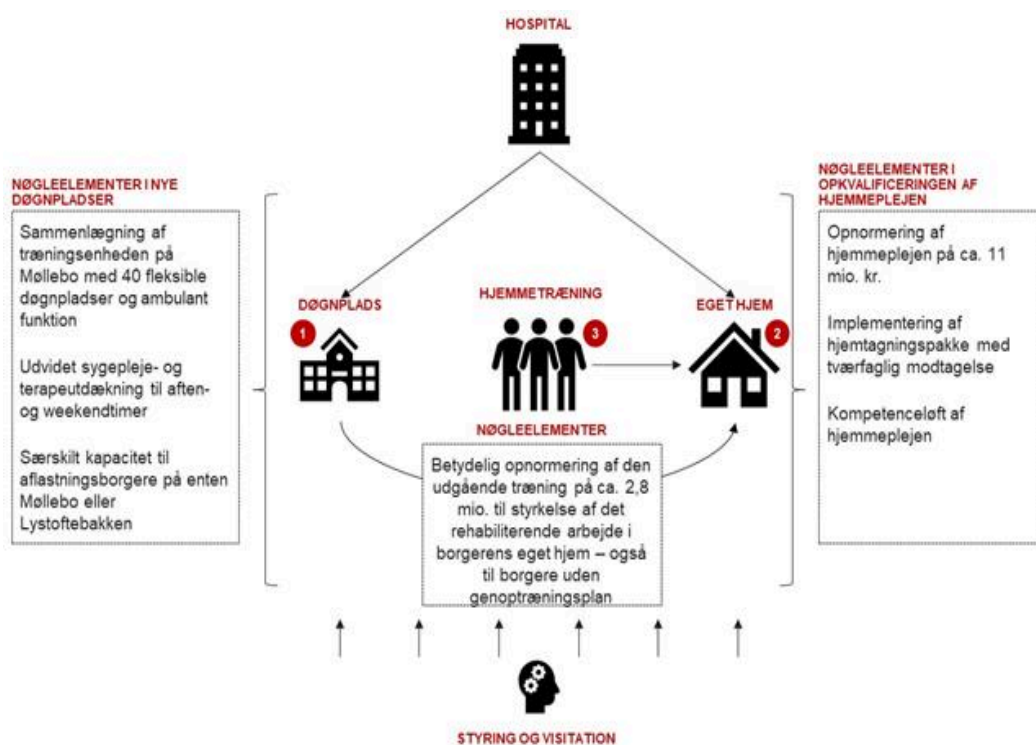 HOSPITAL
NØGLEELEMENTER I NYE
DØGNPLADSER
Sammenlægning af
træningsenheden på
Møllebo med 40 fleksible
døgnpladser og ambulant
funktion
Udvidet sygepleje- og
terapeutdækning til aften-
og weekendtimer
Særskilt kapacitet til
aflastningsborgere på enten
Møllebo eller
Lystoftebakken
DØGNPLADS
1
HJEMMETRÆNING
3
EGET HJEM
2
NØGLEELEMENTER
Betydelig opnormering af den
udgående træning på ca. 2,8
mio. til styrkelse af det
rehabiliterende arbejde i
borgerens eget hjem – også
til borgere uden
genoptræningsplan
NØGLEELEMENTER I
OPKVALIFICERINGEN AF
HJEMMEPLEJEN
Opnormering af
hjemmeplejen på ca. 11
mio. kr.
Implementering af
hjemtagningspakke med
tværfaglig modtagelse
Kompetenceløft af
hjemmeplejen
STYRING OG VISITATION